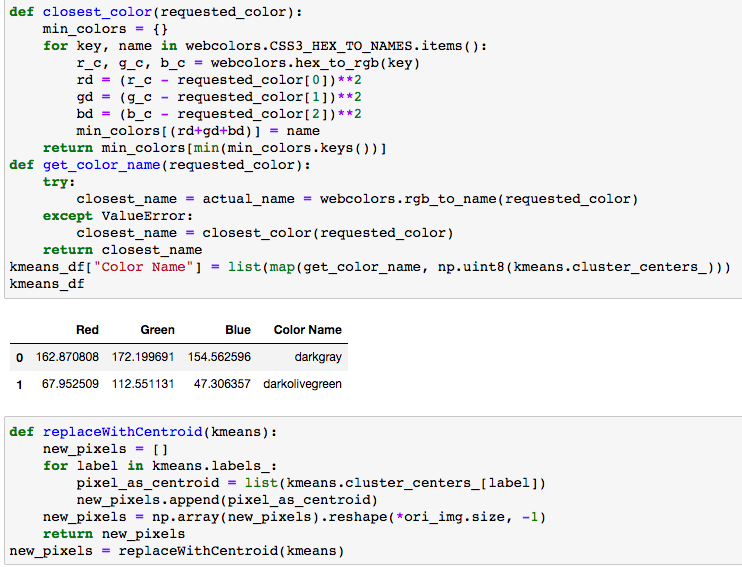 def closest_color(requested_color):
    min_colors = {}
    for key, name in webcolors.CSS3_HEX_TO_NAMES.items():
        r_c, g_c, b_c = webcolors.hex_to_rgb(key)
        rd = (r_c - requested_color[0])**2
        gd = (g_c - requested_color[1])**2
        bd = (b_c - requested_color[2])**2
        min_colors[(rd+gd+bd)] = name
    return min_colors[min(min_colors.keys())]
def get_color_name(requested_color):
    try:
        closest_name = actual_name = webcolors.rgb_to_name(requested_color)
    except ValueError:
        closest_name = closest_color(requested_color)
    return closest_name
kmeans_df["Color Name"] = list(map(get_color_name, np.uint8(kmeans.cluster_centers_)))
kmeans_df
Red Green Blue Color Name
0 162.870808 172.199691 154.562596 darkgray
1 67.952509 112.551131 47.306357 darkolivegreen
def replaceWithCentroid(kmeans):
    new_pixels = []
    for label in kmeans.labels_:
        pixel_as_centroid = list(kmeans.cluster_centers_[label])
        new_pixels.append(pixel_as_centroid)
    new_pixels = np.array(new_pixels).reshape(*ori_img.size, -1)
    return new_pixels
new_pixels = replaceWithCentroid(kmeans)